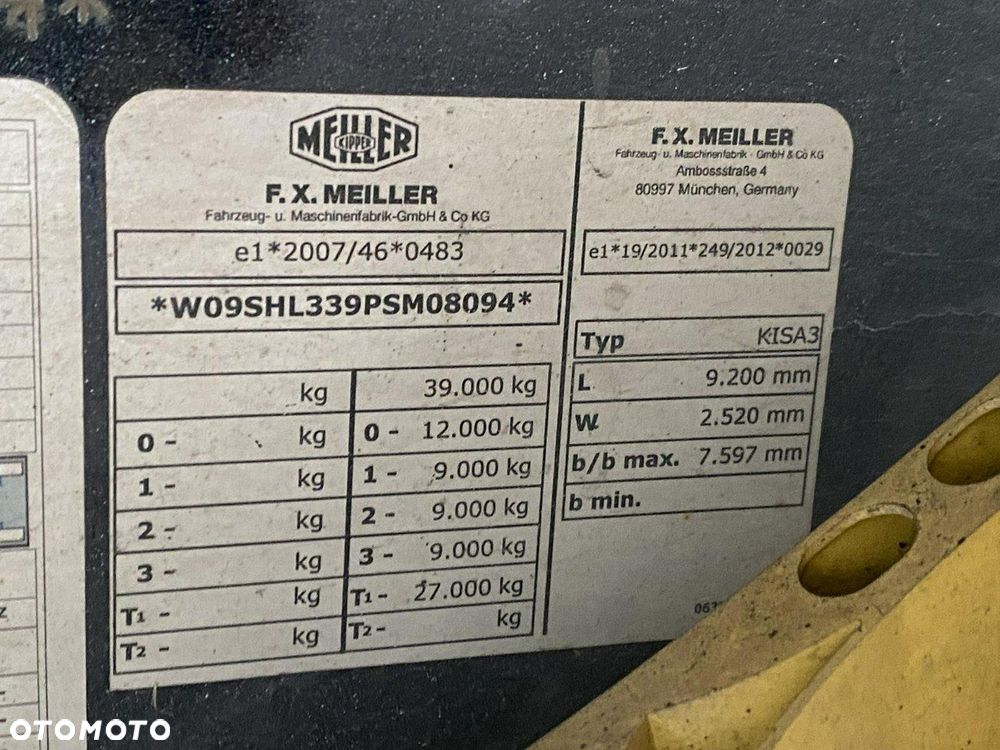 MEILLER
KIPPER
F. X. MEILLER
Fahrzeug- u. Maschinenfabrik-GmbH & Co KG
e1*2007/46*0483
*W09SHL339PSM08094*
kg 39.000 kg
0 - kg 0 - 12.000 kg
1 - kg 1 - 9.000 kg
2 - kg 2 - 9.000 kg
3 - kg 3 - 9.000 kg
T1 - kg T1 - 27.000 kg
T2 - kg T2 - kg
F. X. MEILLER
Fahrzeug- u. Maschinenfabrik - GmbH & Co KG
Ambossstraße 4
80997 München, Germany
e1*19/2011*249/2012*0029
Typ KISA3
L 9.200 mm
W 2.520 mm
b/b max. 7.597 mm
b min.
OTOMOTO